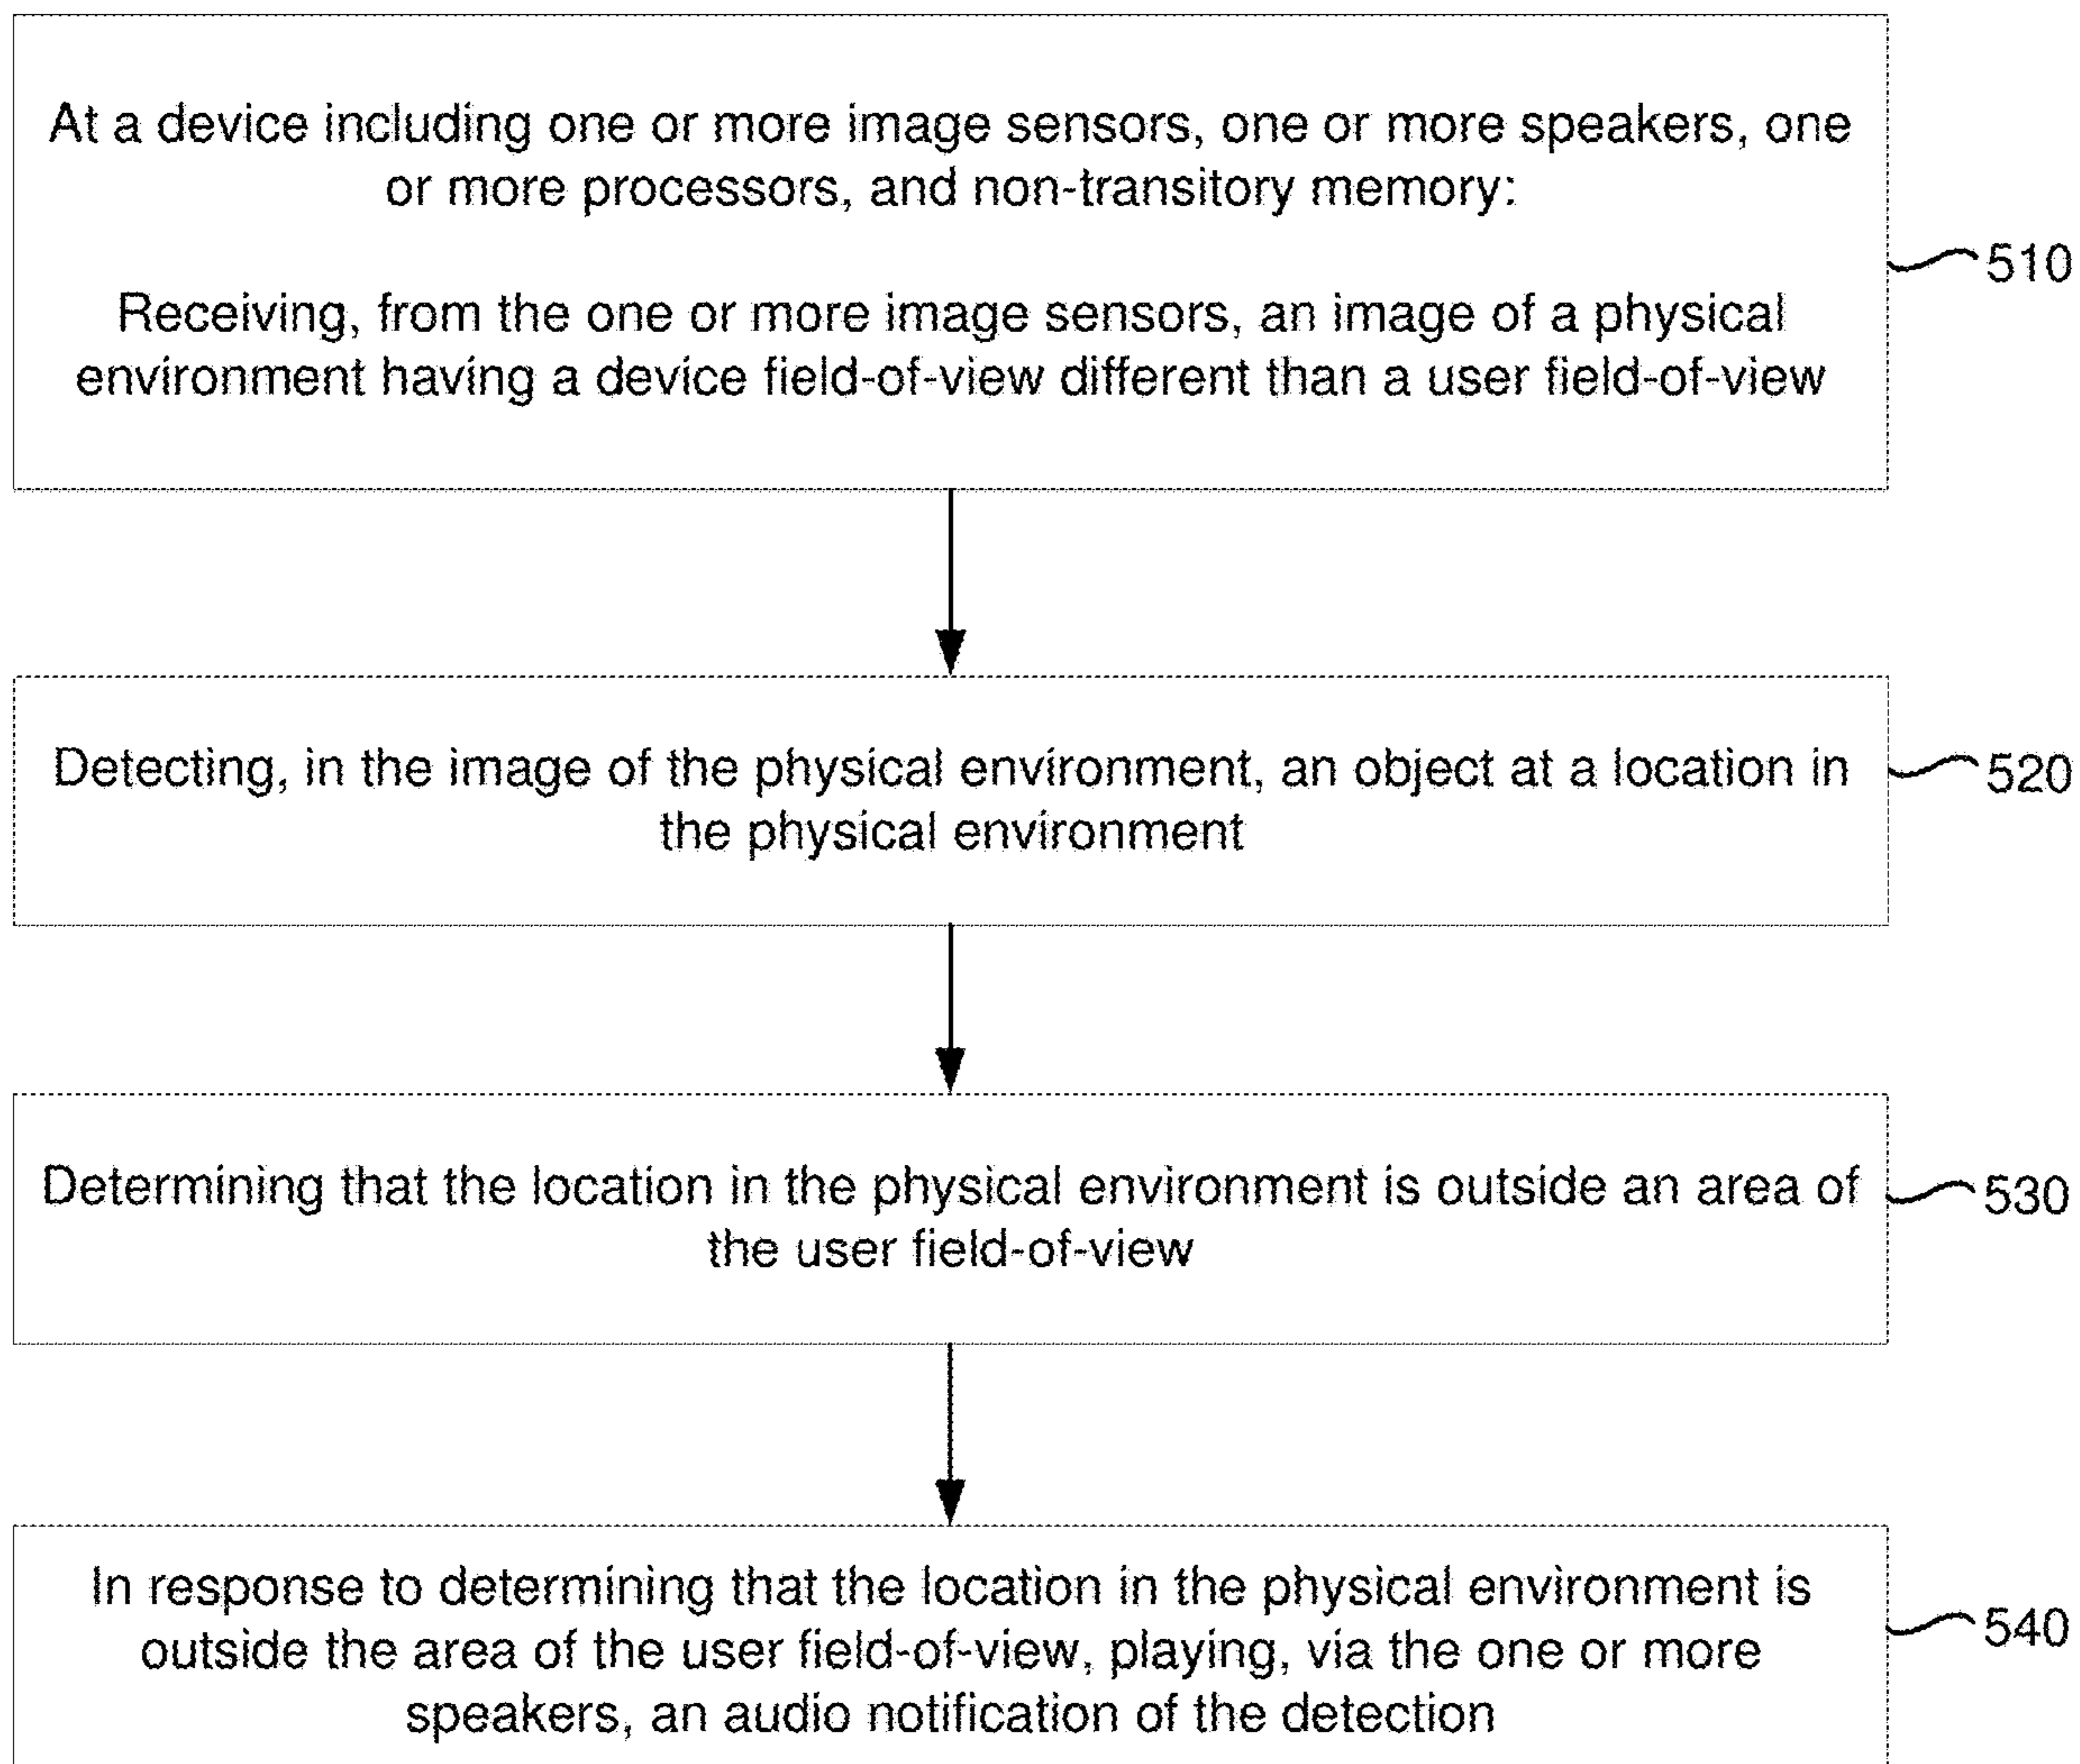 At a device including one or more image sensors, one or more speakers, one
or more processors, and non-transitory memory:
Receiving, from the one or more image sensors, an image of a physical
environment having a device field-of-view different than a user field-of-view
510
Detecting, in the image of the physical environment, an object at a location in
the physical environment
520
Determining that the location in the physical environment is outside an area of
the user field-of-view
530
In response to determining that the location in the physical environment is
outside the area of the user field-of-view, playing, via the one or more
speakers, an audio notification of the detection
540